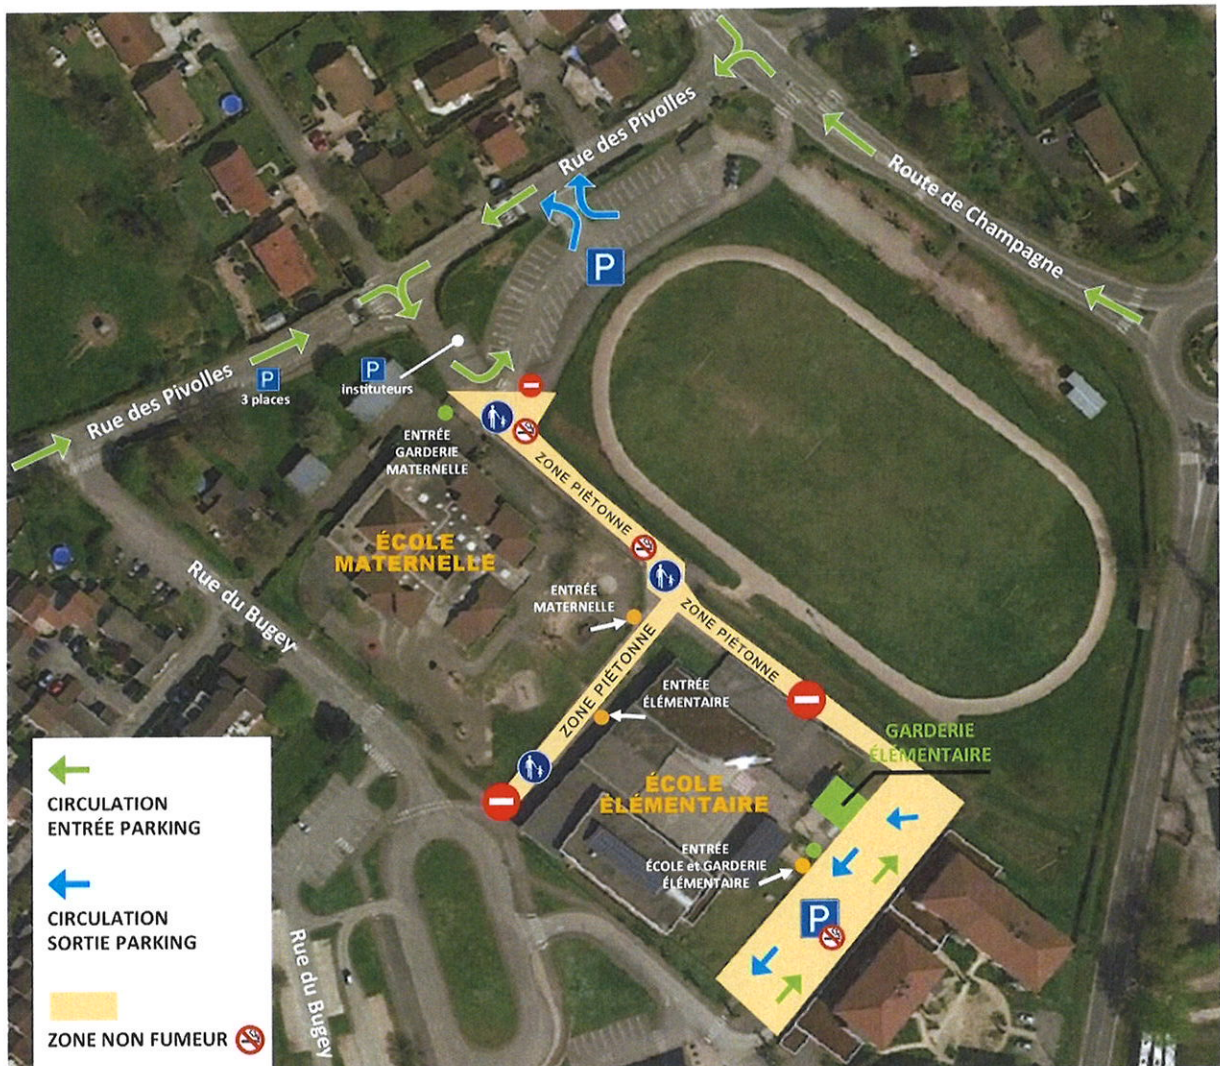 Rue des Pivolles
Route de Champagne
P
P
instituteurs
P
3 places
Rue des Pivolles
ENTRÉE
GARDERIE
MATERNELLE
ZONE PIÉTONNE
ÉCOLE
MATERNELLE
ENTRÉE
MATERNELLE
Rue du Bugey
ZONE PIÉTONNE
ZONE PIÉTONNE
ENTRÉE
ÉLÉMENTAIRE
GARDERIE
ÉLÉMENTAIRE
ÉCOLE
ÉLÉMENTAIRE
ENTRÉE
ÉCOLE et GARDERIE
ÉLÉMENTAIRE
P
Rue du Bugey
CIRCULATION
ENTRÉE PARKING
CIRCULATION
SORTIE PARKING
ZONE NON FUMEUR